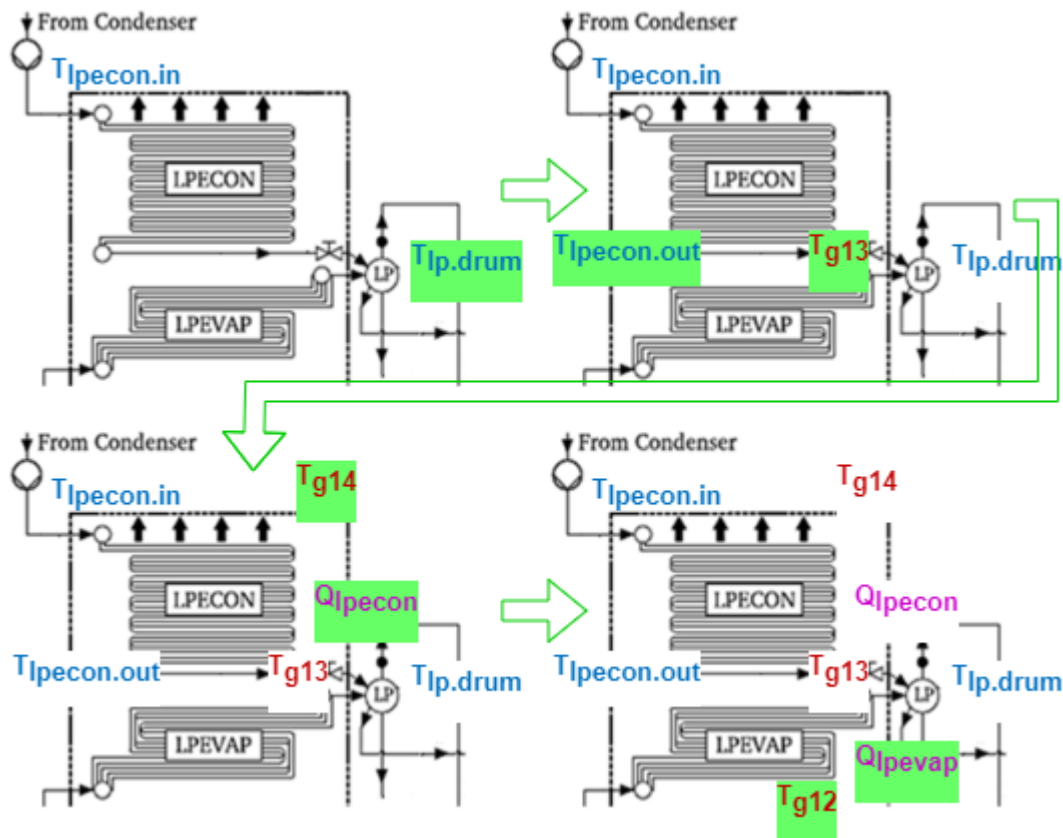 From Condenser
Tlpecon.in
LPECON
Tlp.drum
LP
LPEVAP
From Condenser
Tlpecon.in
LPECON
Tlpecon.out
Tg13
Tlp.drum
LP
LPEVAP
From Condenser
Tg14
Tlpecon.in
LPECON
Qlpecon
Tlpecon.out
Tg13
Tlp.drum
LP
LPEVAP
From Condenser
Tg14
Tlpecon.in
LPECON
Qlpecon
Tlpecon.out
Tg13
Tlp.drum
LP
LPEVAP
Qlpevap
Tg12